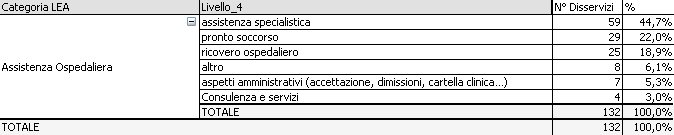 Categoria LEA Livello_4 N° Disservizi %
Assistenza Ospedaliera assistenza specialistica 59 44,7%
pronto soccorso 29 22,0%
ricovero ospedaliero 25 18,9%
altro 8 6,1%
aspetti amministrativi (accettazione, dimissioni, cartella clinica...) 7 5,3%
Consulenza e servizi 4 3,0%
TOTALE 132 100,0%
TOTALE 132 100,0%